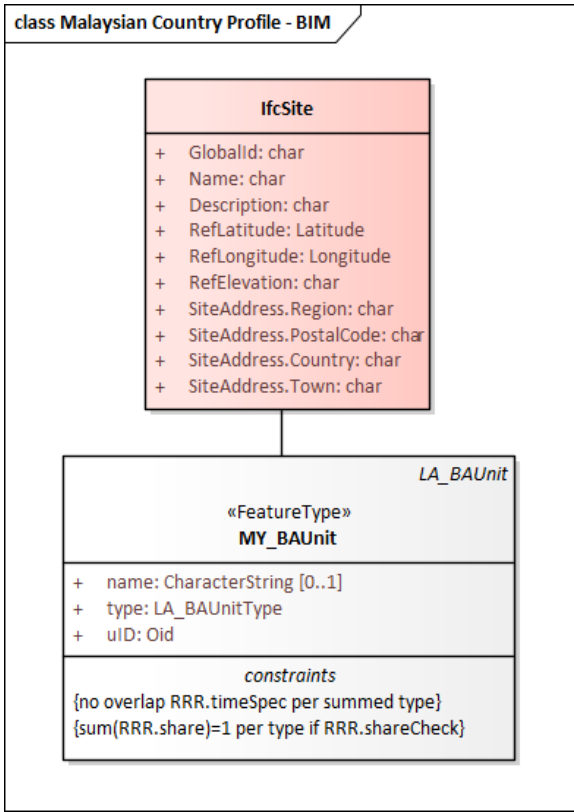 class Malaysian Country Profile - BIM
IfcSite
+ GlobalId: char
+ Name: char
+ Description: char
+ RefLatitude: Latitude
+ RefLongitude: Longitude
+ RefElevation: char
+ SiteAddress.Region: char
+ SiteAddress.PostalCode: char
+ SiteAddress.Country: char
+ SiteAddress.Town: char
LA_BAUnit
«FeatureType»
MY_BAUnit
+ name: CharacterString [0..1]
+ type: LA_BAUnitType
+ uID: Oid
constraints
{no overlap RRR.timeSpec per summed type}
{sum(RRR.share)=1 per type if RRR.shareCheck}